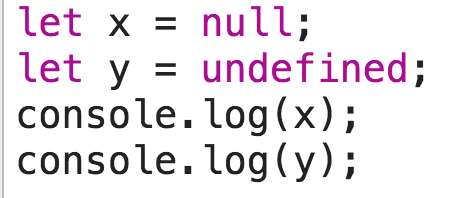 let x = null;
let y = undefined;
console.log(x);
console.log(y);